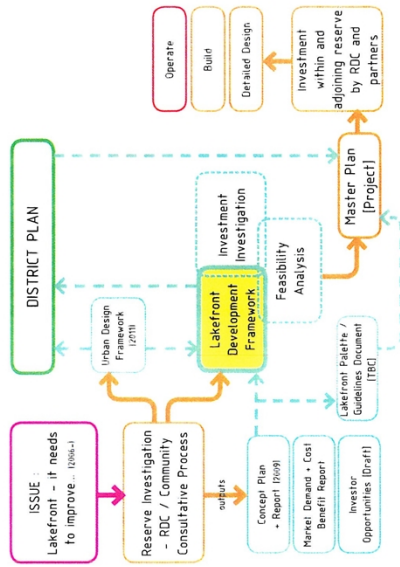 ISSUE :
Lakefront - it needs
to improve... (2006-)
DISTRICT PLAN
Reserve Investigation
- RDC / Community
Consultative Process
Urban Design
Framework
(2011)
outputs
Concept Plan
+ Report [2009]
Market Demand + Cost
Benefit Report
Investor
Opportunities [Draft]
Lakefront
Development
Framework
Investment
Investigation
Feasibility
Analysis
Lakefront Palette /
Guidelines Document
[TBC]
Master Plan
[Project]
Investment
within and
adjoining reserve
by RDC and
partners
Detailed Design
Build
Operate